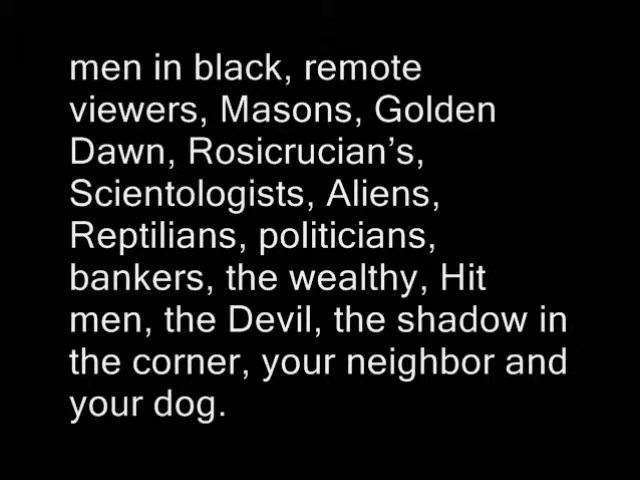 men in black, remote
viewers, Masons, Golden
Dawn, Rosicrucian’s,
Scientologists, Aliens,
Reptilians, politicians,
bankers, the wealthy, Hit
men, the Devil, the shadow in
the corner, your neighbor and
your dog.